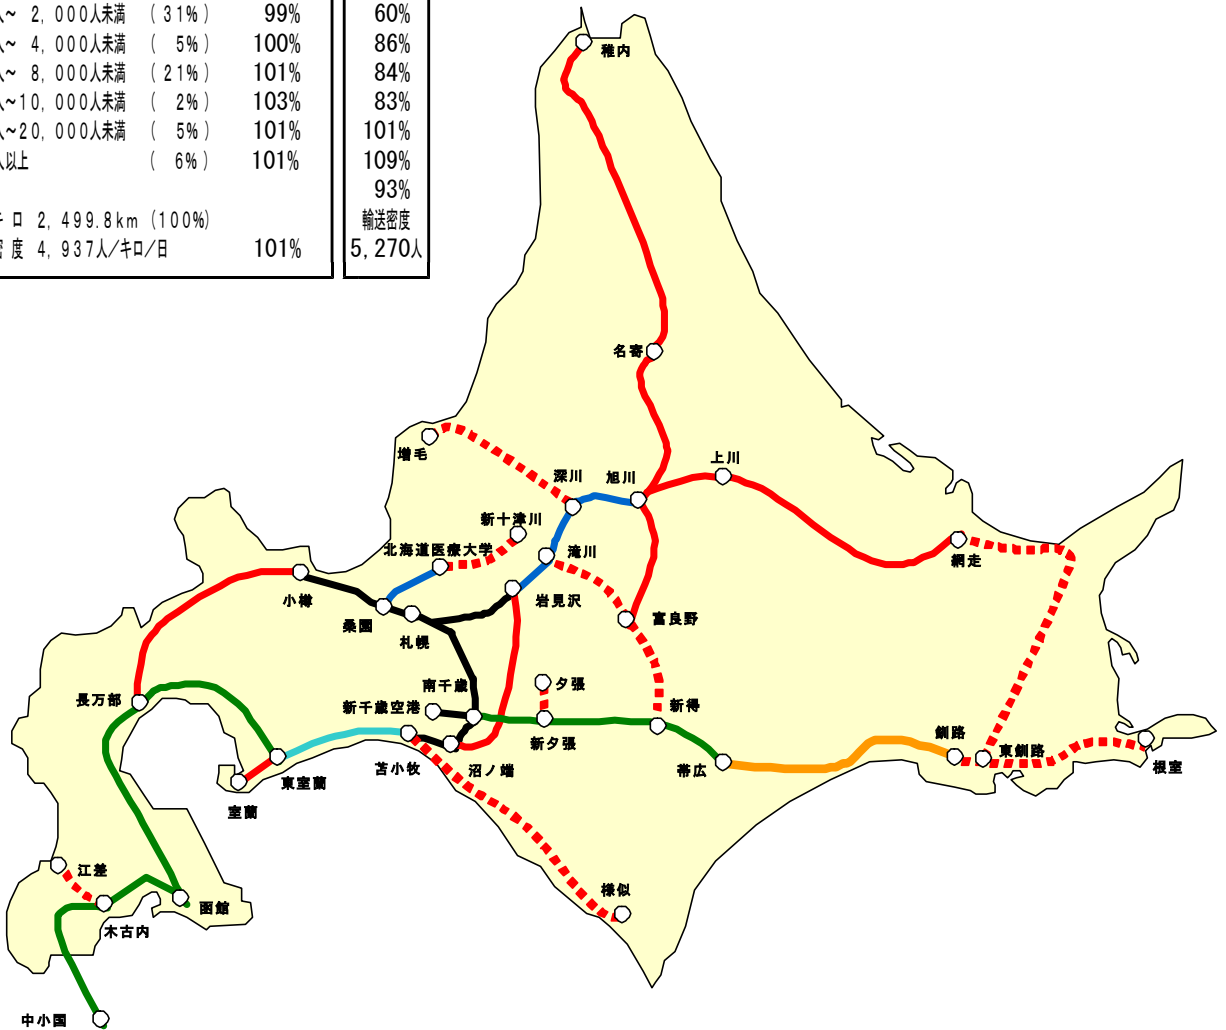 人～ 2,000人未満 (31%) 99% 60%
人～ 4,000人未満 ( 5%) 100% 86%
人～ 8,000人未満 (21%) 101% 84%
人～10,000人未満 ( 2%) 103% 83%
人～20,000人未満 ( 5%) 101% 101%
人以上 ( 6%) 101% 109%
93%
キロ 2,499.8km (100%) 輸送密度
密度 4,937人/キロ/日 101% 5,270人
稚内
名寄
増毛
上川
深川
旭川
新十津川
北海道医療大学
滝川
網走
小樽
岩見沢
桑園
札幌
富良野
南千歳
夕張
長万部
新千歳空港
新得
新夕張
釧路
東釧路
苫小牧
沼ノ端
帯広
根室
東室蘭
室蘭
江差
様似
函館
木古内
中小国